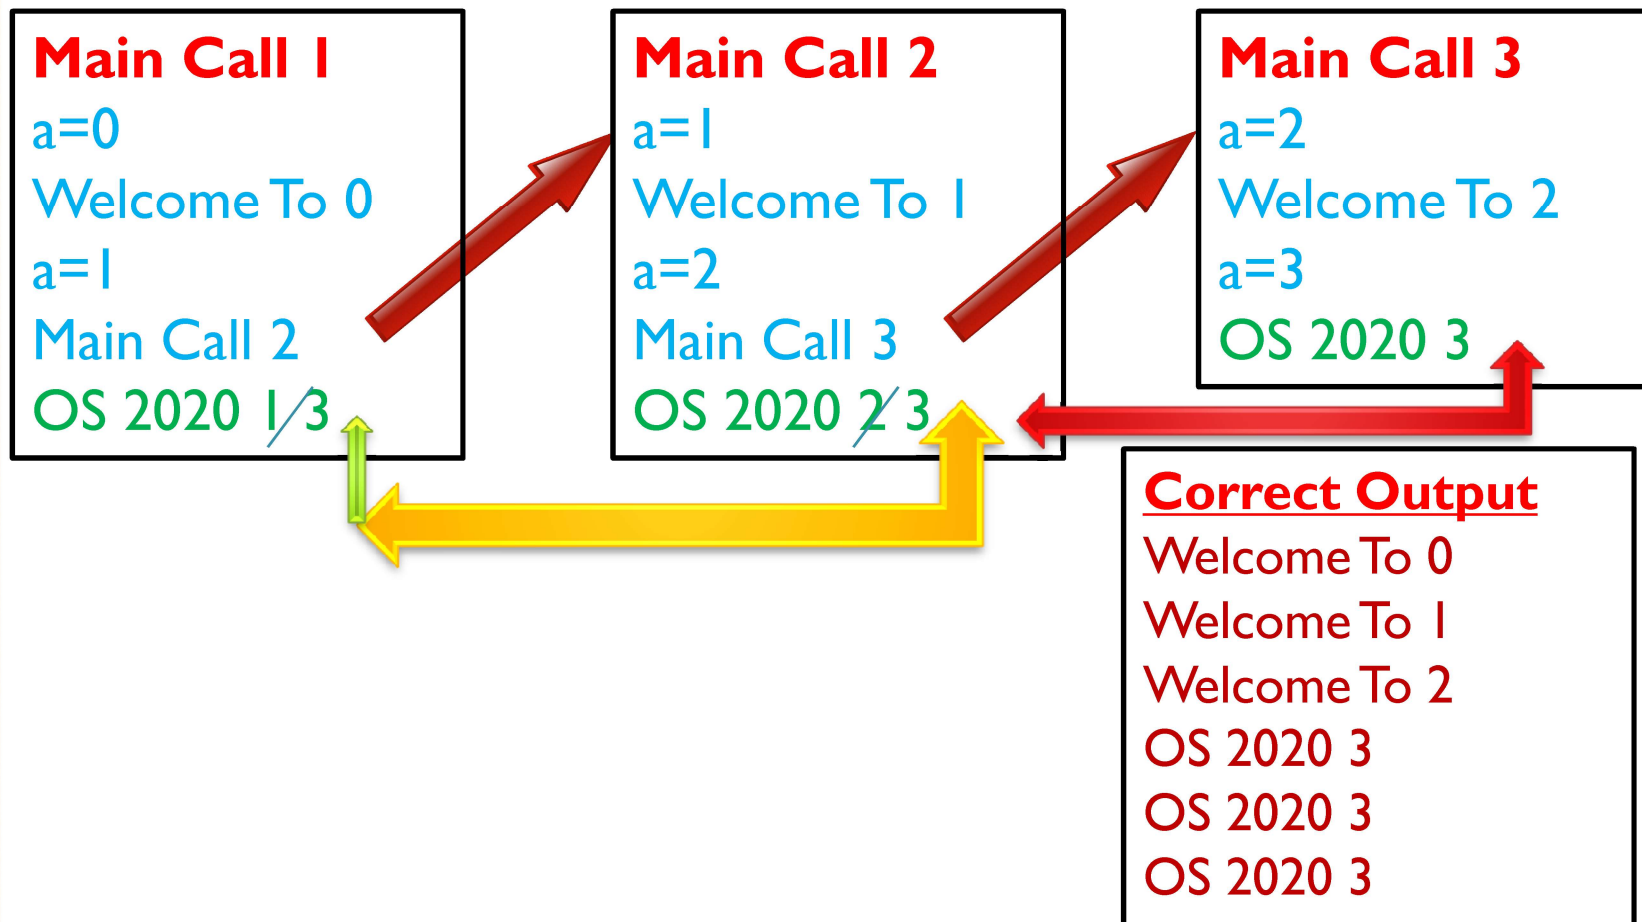 Main Call 1
a=0
Welcome To 0
a=1
Main Call 2
OS 2020 1/3
Main Call 2
a=1
Welcome To 1
a=2
Main Call 3
OS 2020 2/3
Main Call 3
a=2
Welcome To 2
a=3
OS 2020 3
Correct Output
Welcome To 0
Welcome To 1
Welcome To 2
OS 2020 3
OS 2020 3
OS 2020 3